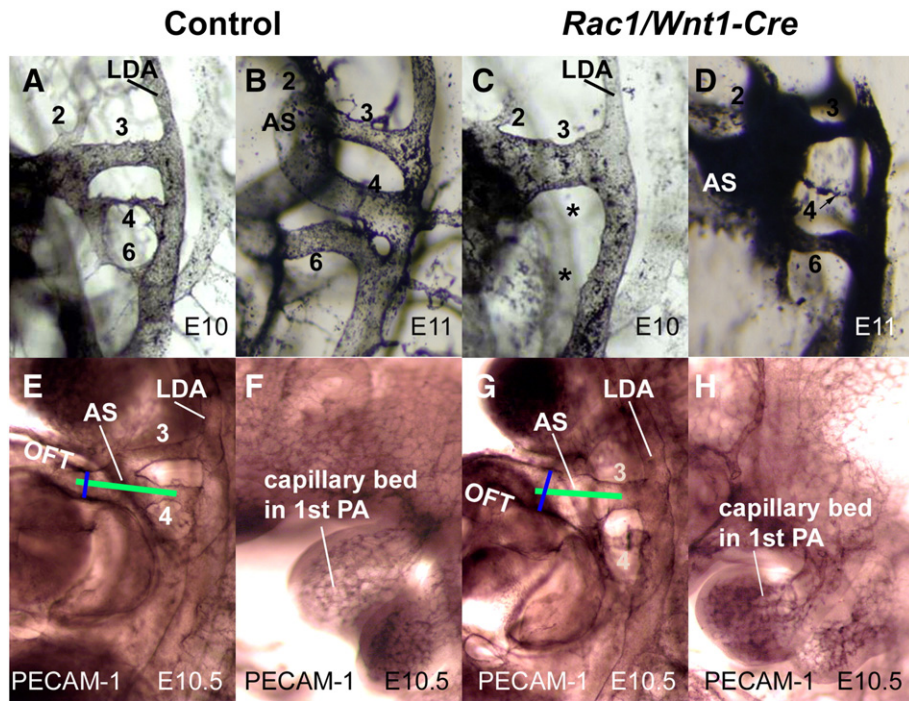 Control
Rac1/Wnt1-Cre
A
LDA
2
3
4
6
E10
B
2
AS
3
4
6
E11
C
LDA
2
3
*
*
E10
D
2
3
AS
4
6
E11
E
LDA
AS
3
OFT
4
PECAM-1 E10.5
F
capillary bed
in 1st PA
PECAM-1 E10.5
G
LDA
AS
3
OFT
4
PECAM-1 E10.5
H
capillary bed
in 1st PA
PECAM-1 E10.5